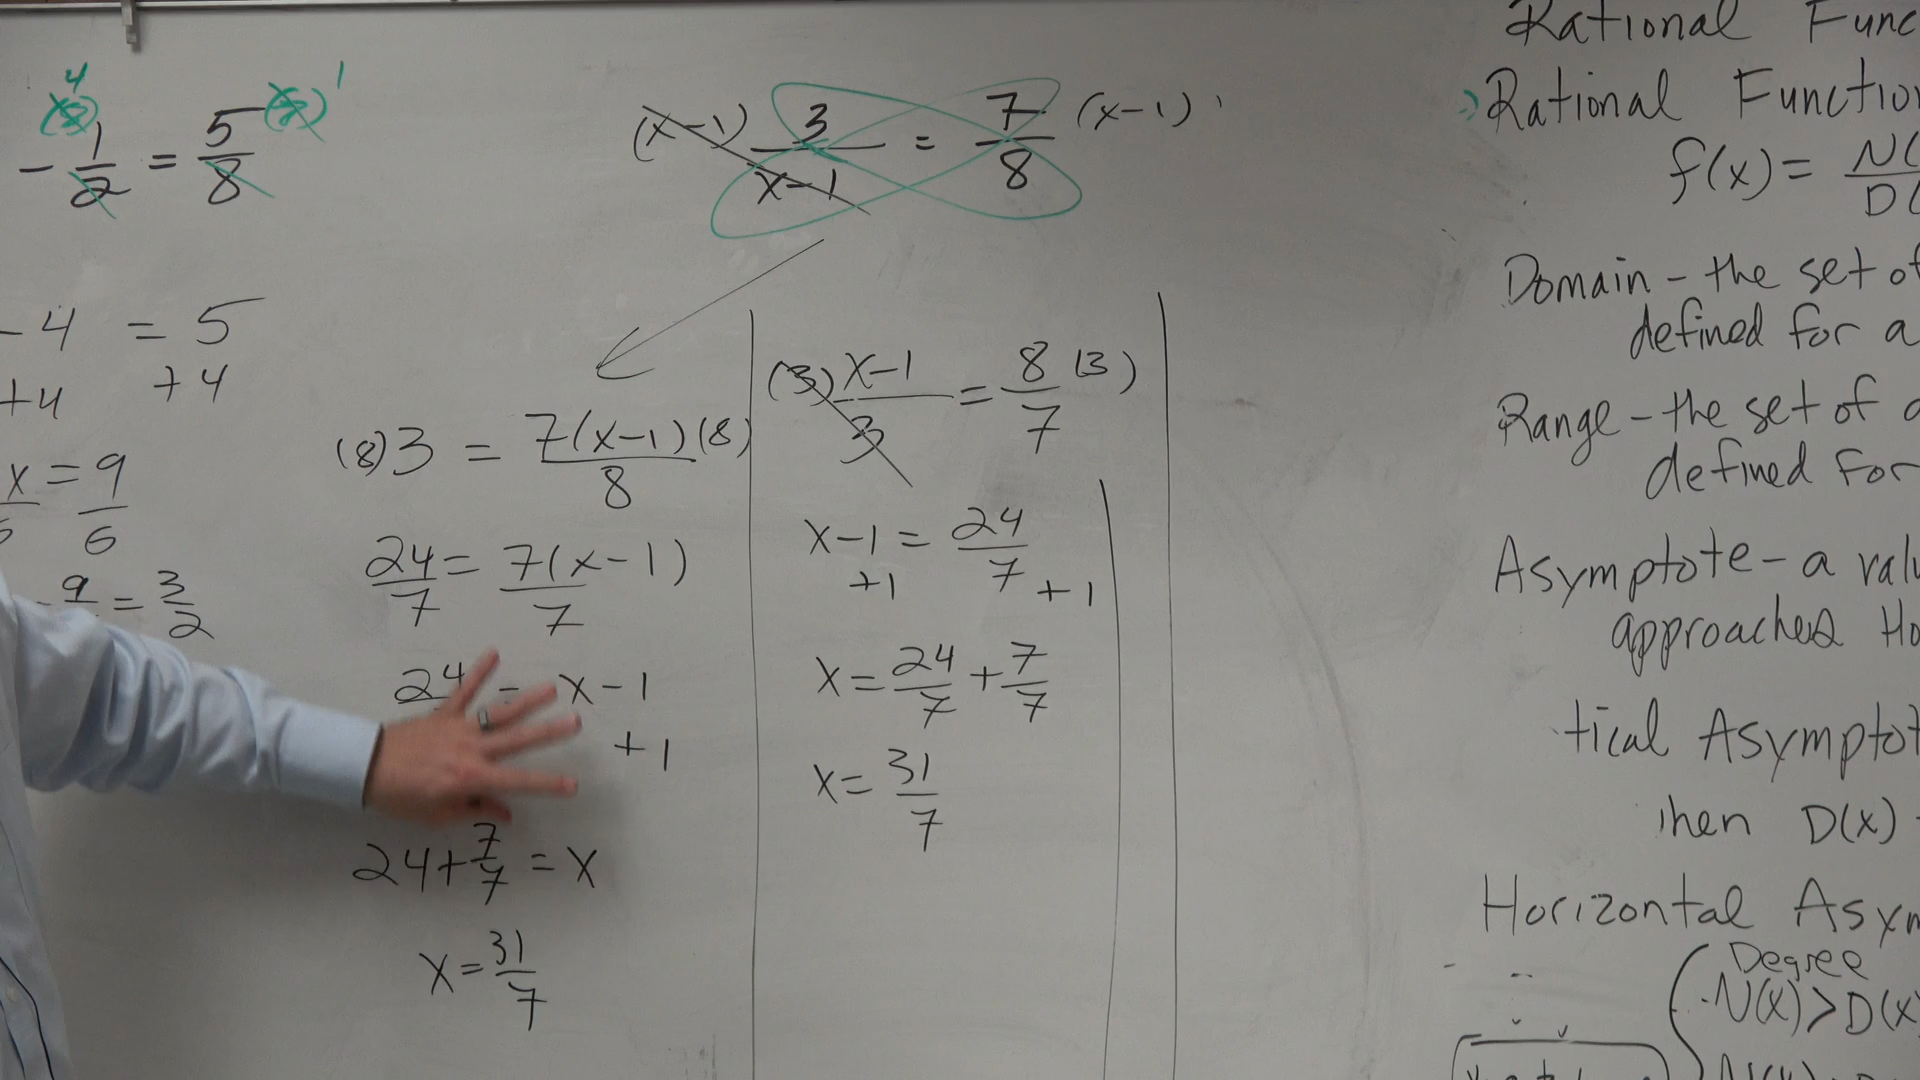 4
(8) (8) 1
- 1/2 = 5/8
- 4 = 5
+4 +4
x = 9
6
9 = 3/2
(x-1) 3/(x-1) = 7/8 (x-1)
(8)3 = 7(x-1)(8)/8
24/7 = 7(x-1)/7
24 = x-1
+1
24+7/7 = x
x = 31/7
(3) (x-1)/3 = 8/7 (3)
x-1 = 24/7
+1 +1
x = 24/7 + 7/7
x = 31/7
Rational Func
Rational Function
f(x) = N(/D(
Domain - the set of
defined for a
Range - the set of
defined for
Asymptote - a valu
approaches Ho
tical Asymptot
then D(x)
Horizontal Asym
Degree
N(x) > D(x)